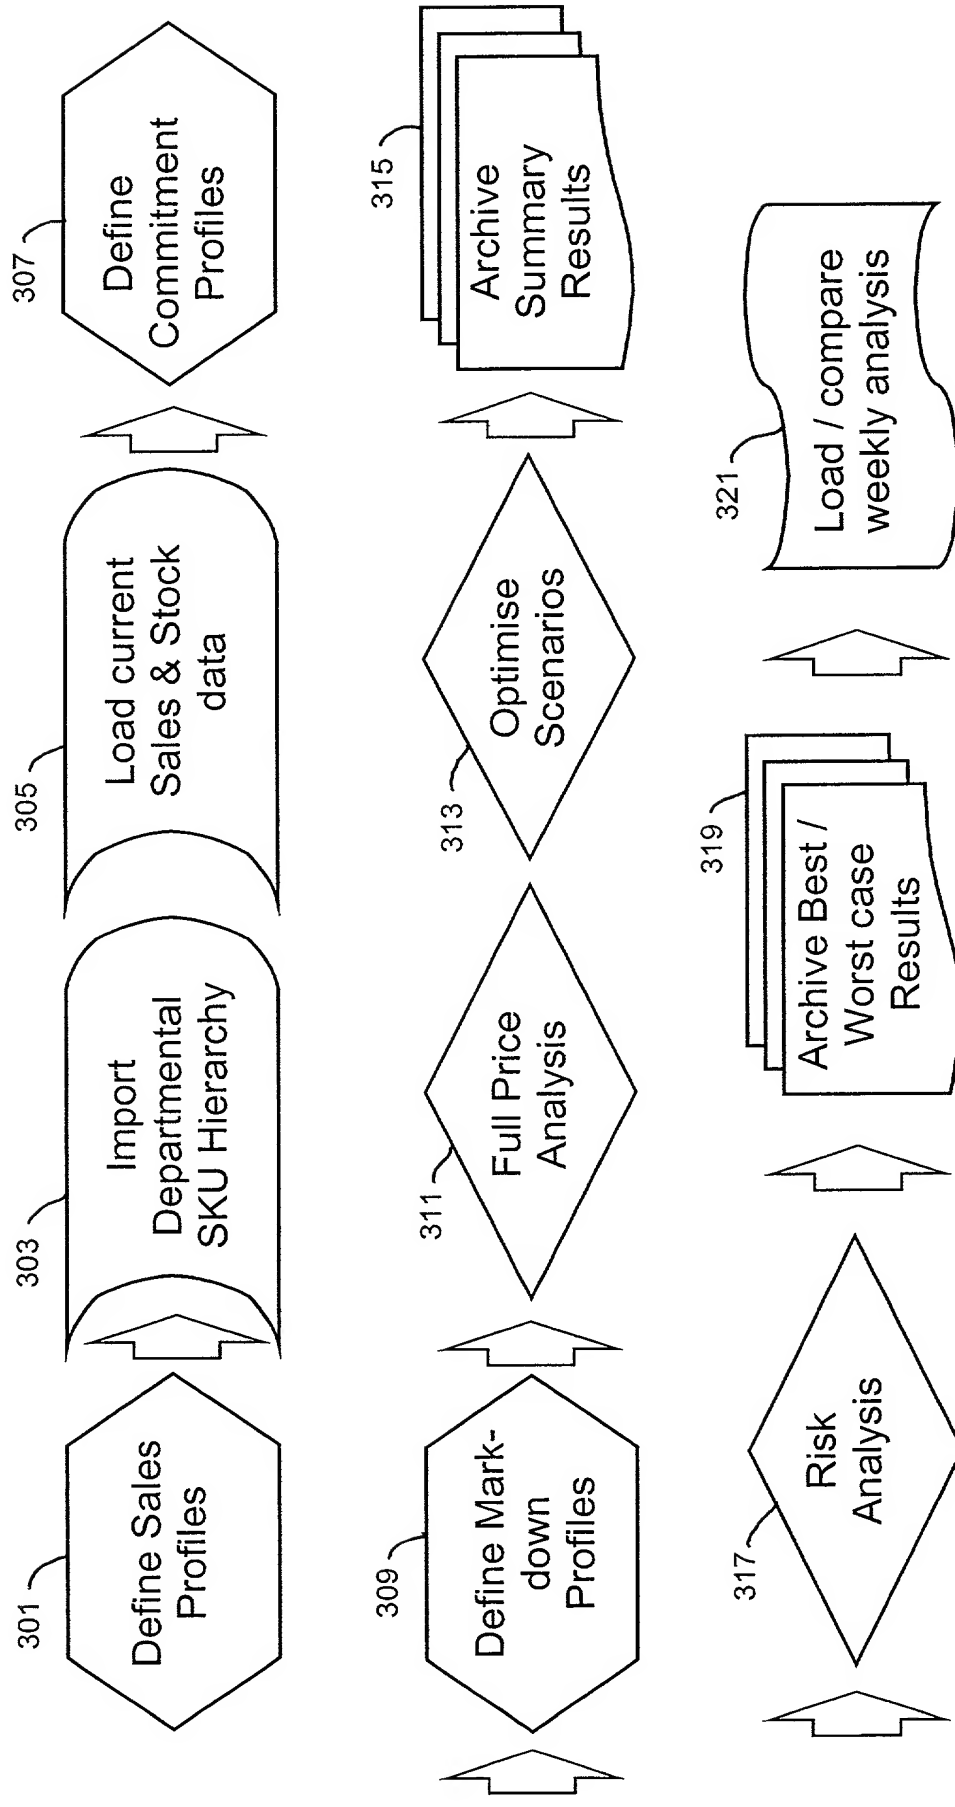 301
Define Sales
Profiles
303
Import
Departmental
SKU Hierarchy
305
Load current
Sales & Stock
data
307
Define
Commitment
Profiles
309
Define Mark-
down
Profiles
311
Full Price
Analysis
313
Optimise
Scenarios
315
Archive
Summary
Results
317
Risk
Analysis
319
Archive Best /
Worst case
Results
321
Load / compare
weekly analysis